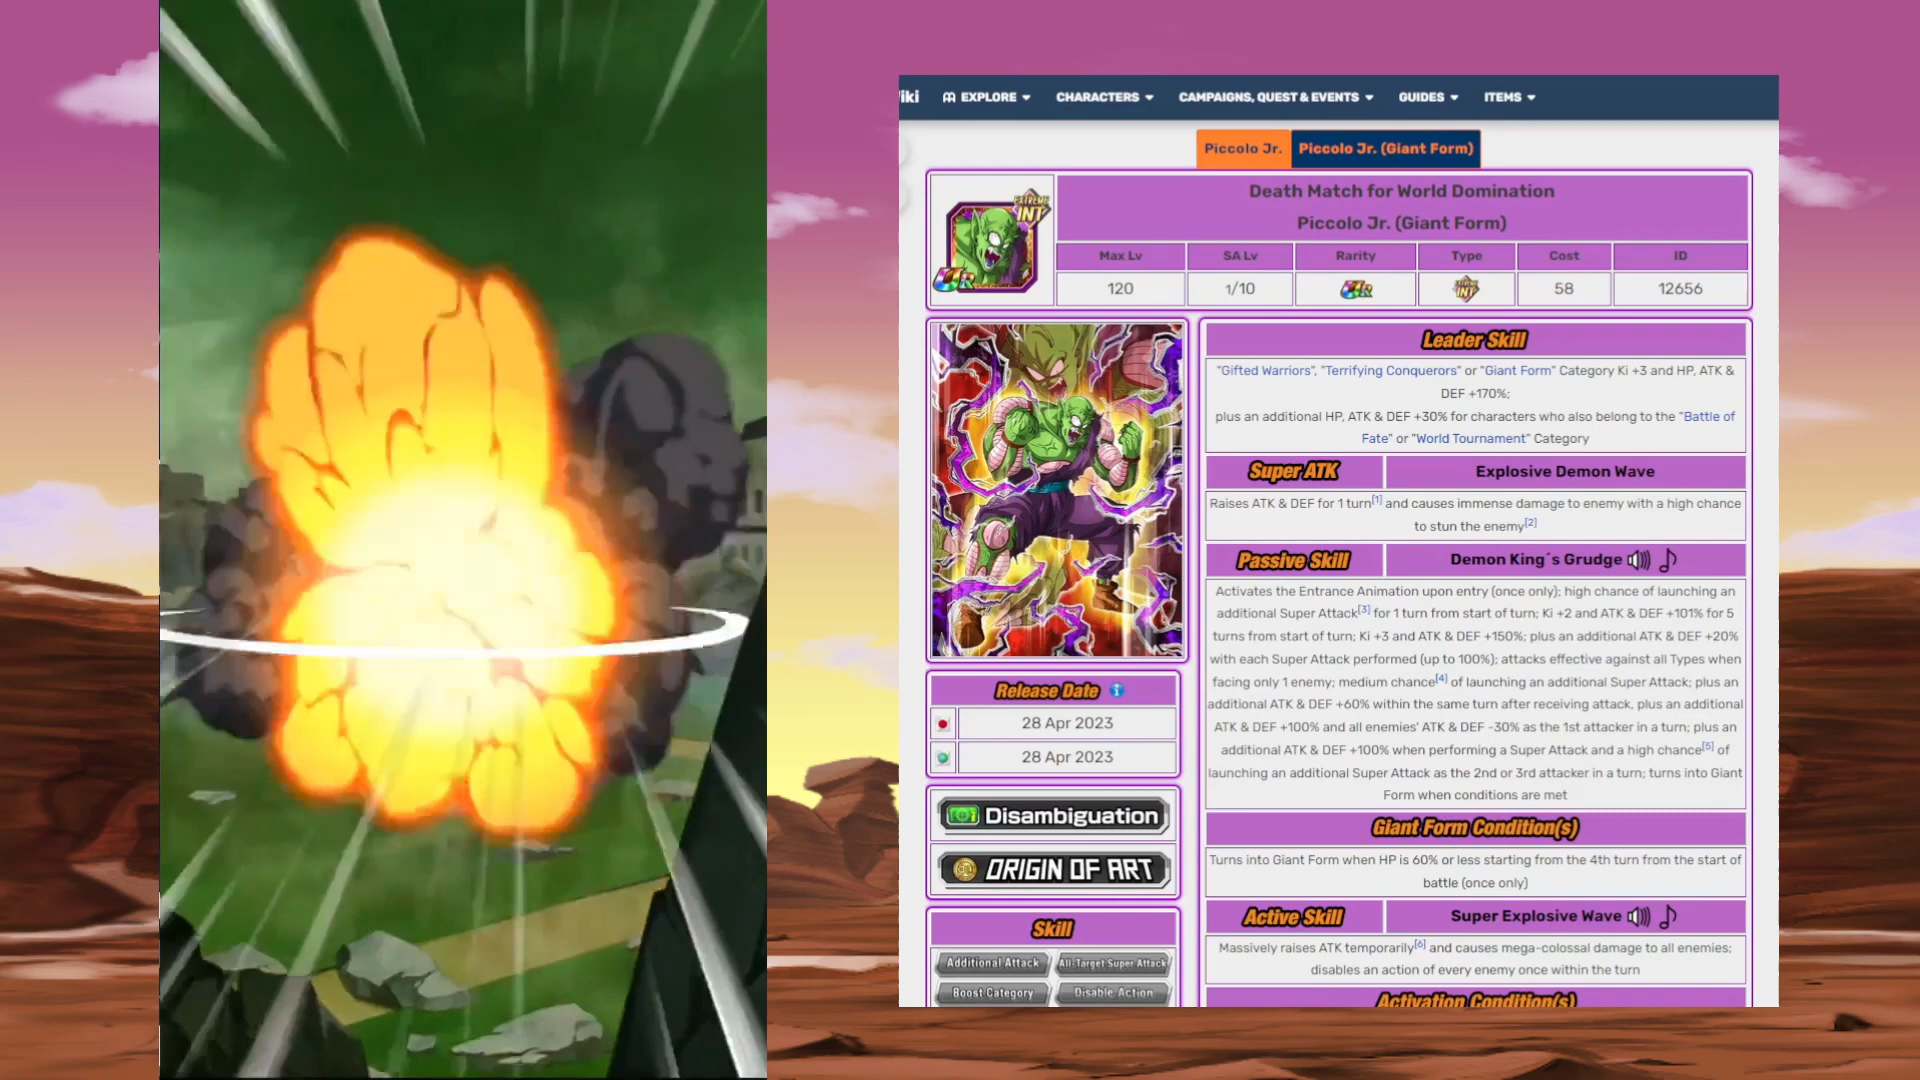 iki EXPLORE CHARACTERS CAMPAIGNS, QUEST & EVENTS GUIDES ITEMS
Piccolo Jr. Piccolo Jr. (Giant Form)
Death Match for World Domination
Piccolo Jr. (Giant Form)
EXTREME INT
UR
Max Lv SA Lv Rarity Type Cost ID
120 1/10 UR EXTREME INT 58 12656
Leader Skill
"Gifted Warriors", "Terrifying Conquerors" or "Giant Form" Category Ki +3 and HP, ATK &
DEF +170%;
plus an additional HP, ATK & DEF +30% for characters who also belong to the "Battle of
Fate" or "World Tournament" Category
Super ATK Explosive Demon Wave
Raises ATK & DEF for 1 turn[1] and causes immense damage to enemy with a high chance
to stun the enemy[2]
Passive Skill Demon King´s Grudge
Activates the Entrance Animation upon entry (once only); high chance of launching an
additional Super Attack[3] for 1 turn from start of turn; Ki +2 and ATK & DEF +101% for 5
turns from start of turn; Ki +3 and ATK & DEF +150%; plus an additional ATK & DEF +20%
with each Super Attack performed (up to 100%); attacks effective against all Types when
facing only 1 enemy; medium chance[4] of launching an additional Super Attack; plus an
additional ATK & DEF +60% within the same turn after receiving attack, plus an additional
ATK & DEF +100% and all enemies' ATK & DEF -30% as the 1st attacker in a turn; plus an
additional ATK & DEF +100% when performing a Super Attack and a high chance[5] of
launching an additional Super Attack as the 2nd or 3rd attacker in a turn; turns into Giant
Form when conditions are met
Giant Form Condition(s)
Turns into Giant Form when HP is 60% or less starting from the 4th turn from the start of
battle (once only)
Active Skill Super Explosive Wave
Massively raises ATK temporarily[6] and causes mega-colossal damage to all enemies;
disables an action of every enemy once within the turn
Activation Condition(s)
Release Date
28 Apr 2023
28 Apr 2023
Disambiguation
ORIGIN OF ART
Skill
Additional Attack All-Target Super Attack
Boost Category Disable Action